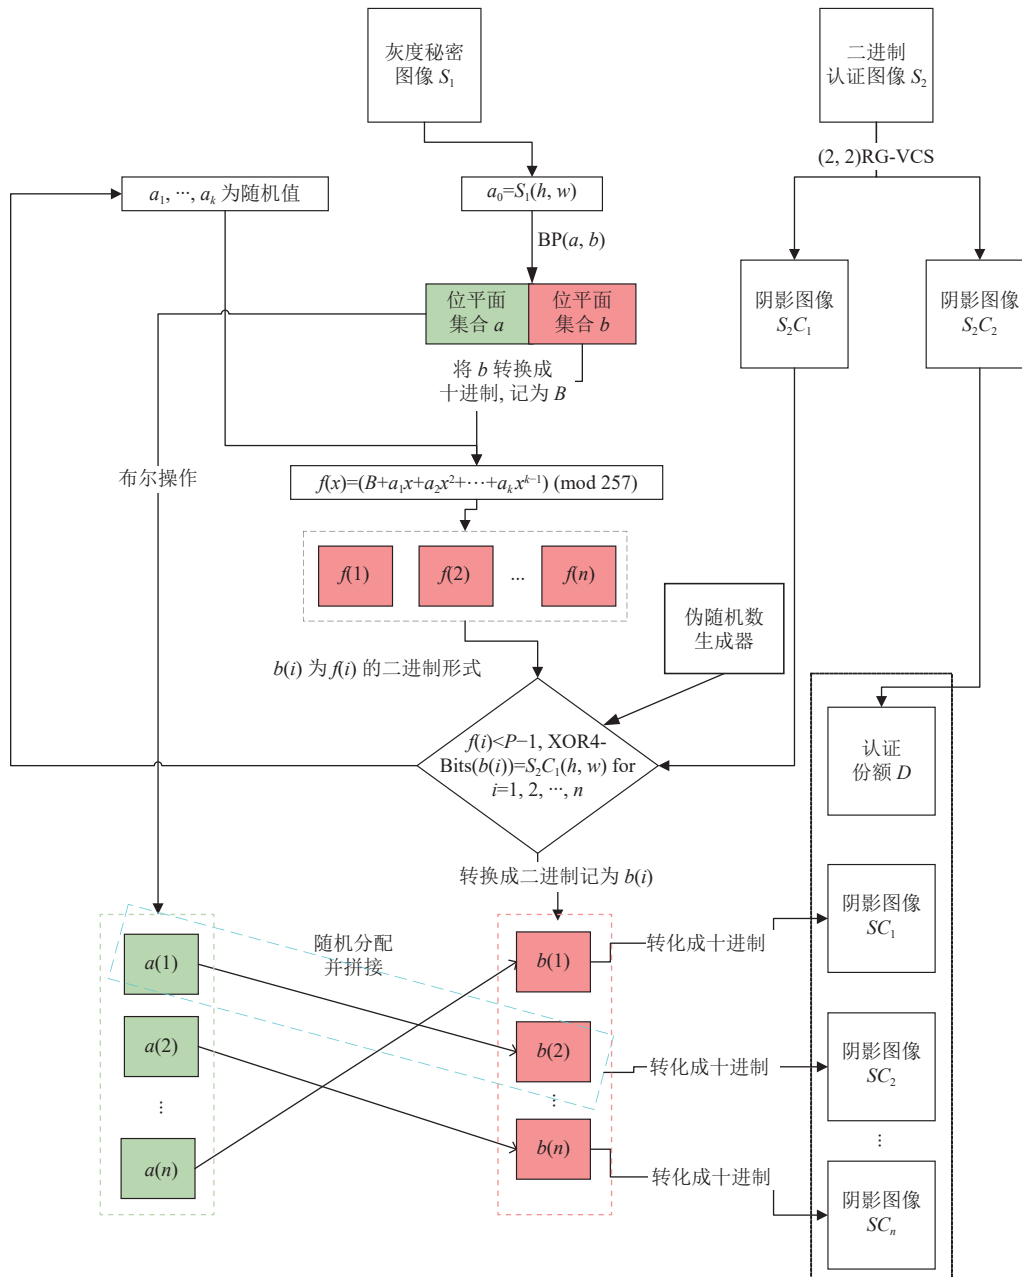 灰度秘密
图像 S₁
二进制
认证图像 S₂
(2, 2)RG-VCS
a₁, ···, aₖ 为随机值
a₀=S₁(h, w)
BP(a, b)
位平面
集合 a
位平面
集合 b
阴影图像
S₂C₁
阴影图像
S₂C₂
将 b 转换成
十进制, 记为 B
布尔操作
f(x)=(B+a₁x+a₂x²+···+aₖxᵏ⁻¹) (mod 257)
f(1)
f(2)
...
f(n)
伪随机数
生成器
b(i) 为 f(i) 的二进制形式
f(i)<P−1, XOR4-
Bits(b(i))=S₂C₁(h, w) for
i=1, 2, ···, n
认证
份额 D
转换成二进制记为 b(i)
随机分配
并拼接
a(1)
a(2)
⋮
a(n)
b(1)
b(2)
⋮
b(n)
转化成十进制
转化成十进制
转化成十进制
阴影图像
SC₁
阴影图像
SC₂
⋮
阴影图像
SCₙ